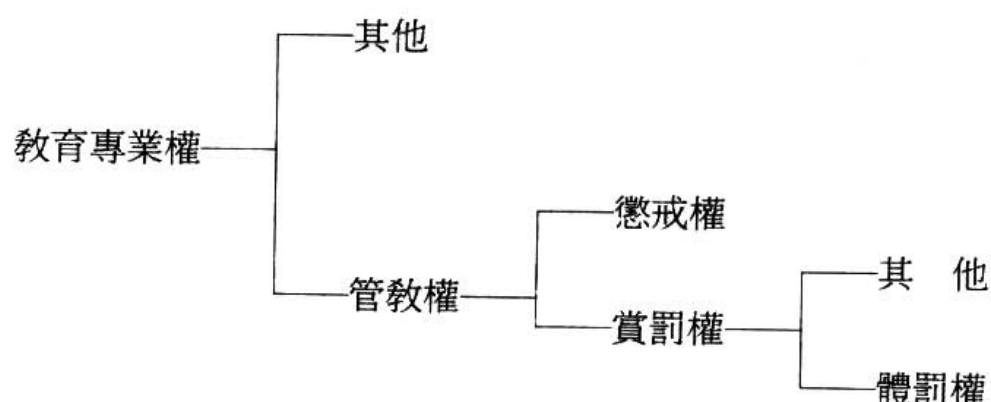 其他
教育專業權
懲戒權
管教權
其　他
賞罰權
體罰權